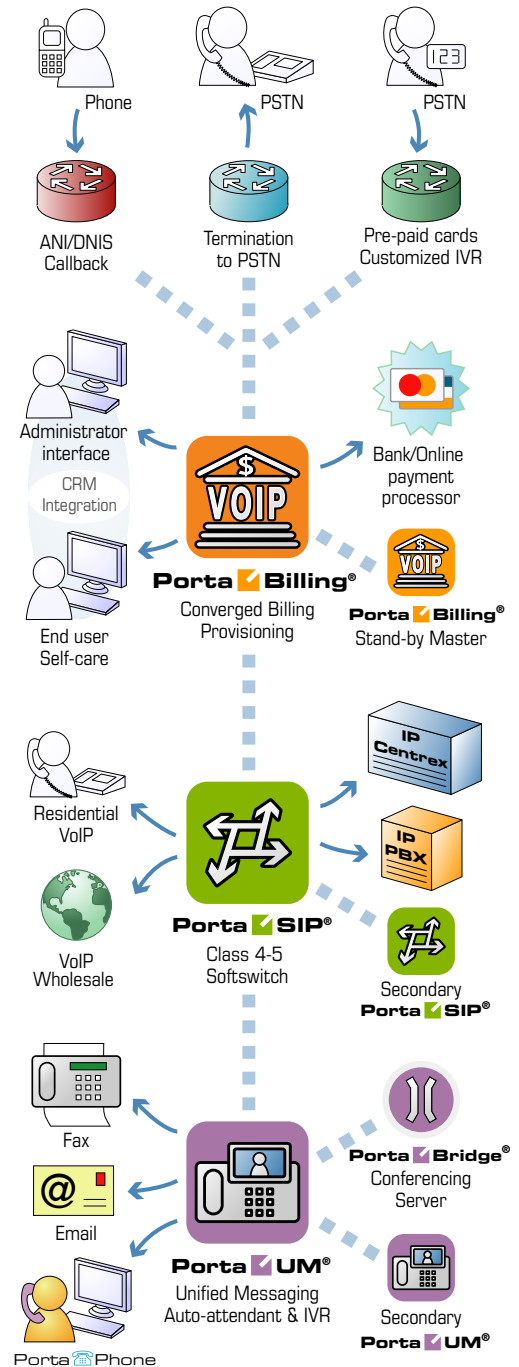 123
Phone
PSTN
PSTN
ANI/DNIS
Callback
Termination
to PSTN
Pre-paid cards
Customized IVR
Administrator
interface
CRM
Integration
End user
Self-care
$
VOIP
Porta Billing®
Converged Billing
Provisioning
Bank/Online
payment
processor
$
VOIP
Porta Billing®
Stand-by Master
Residential
VoIP
VoIP
Wholesale
Porta SIP®
Class 4-5
Softswitch
IP
Centrex
IP
PBX
Secondary
Porta SIP®
Fax
@
Email
Porta Phone
Porta UM®
Unified Messaging
Auto-attendant & IVR
Porta Bridge®
Conferencing
Server
Secondary
Porta UM®